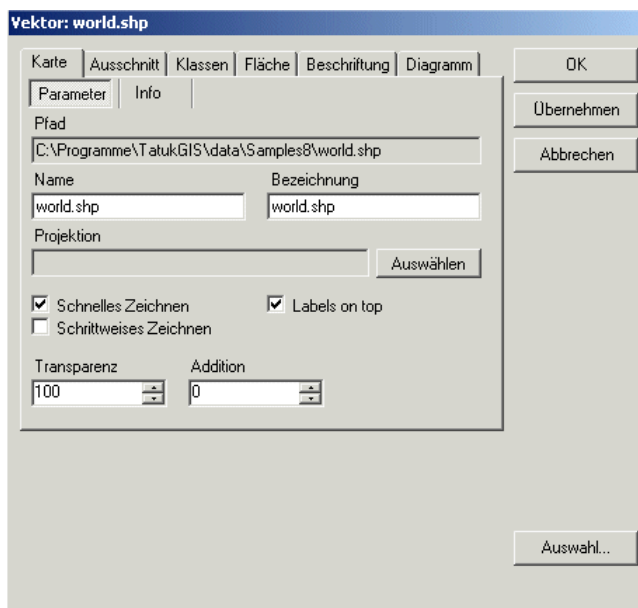 Vektor: world.shp
Karte Ausschnitt Klassen Fläche Beschriftung Diagramm
OK
Parameter Info
Übernehmen
Pfad
C:\Programme\TatukGIS\data\Samples8\world.shp
Abbrechen
Name Bezeichnung
world.shp world.shp
Projektion
Auswählen
Schnelles Zeichnen Labels on top
Schrittweises Zeichnen
Transparenz Addition
100 0
Auswahl...